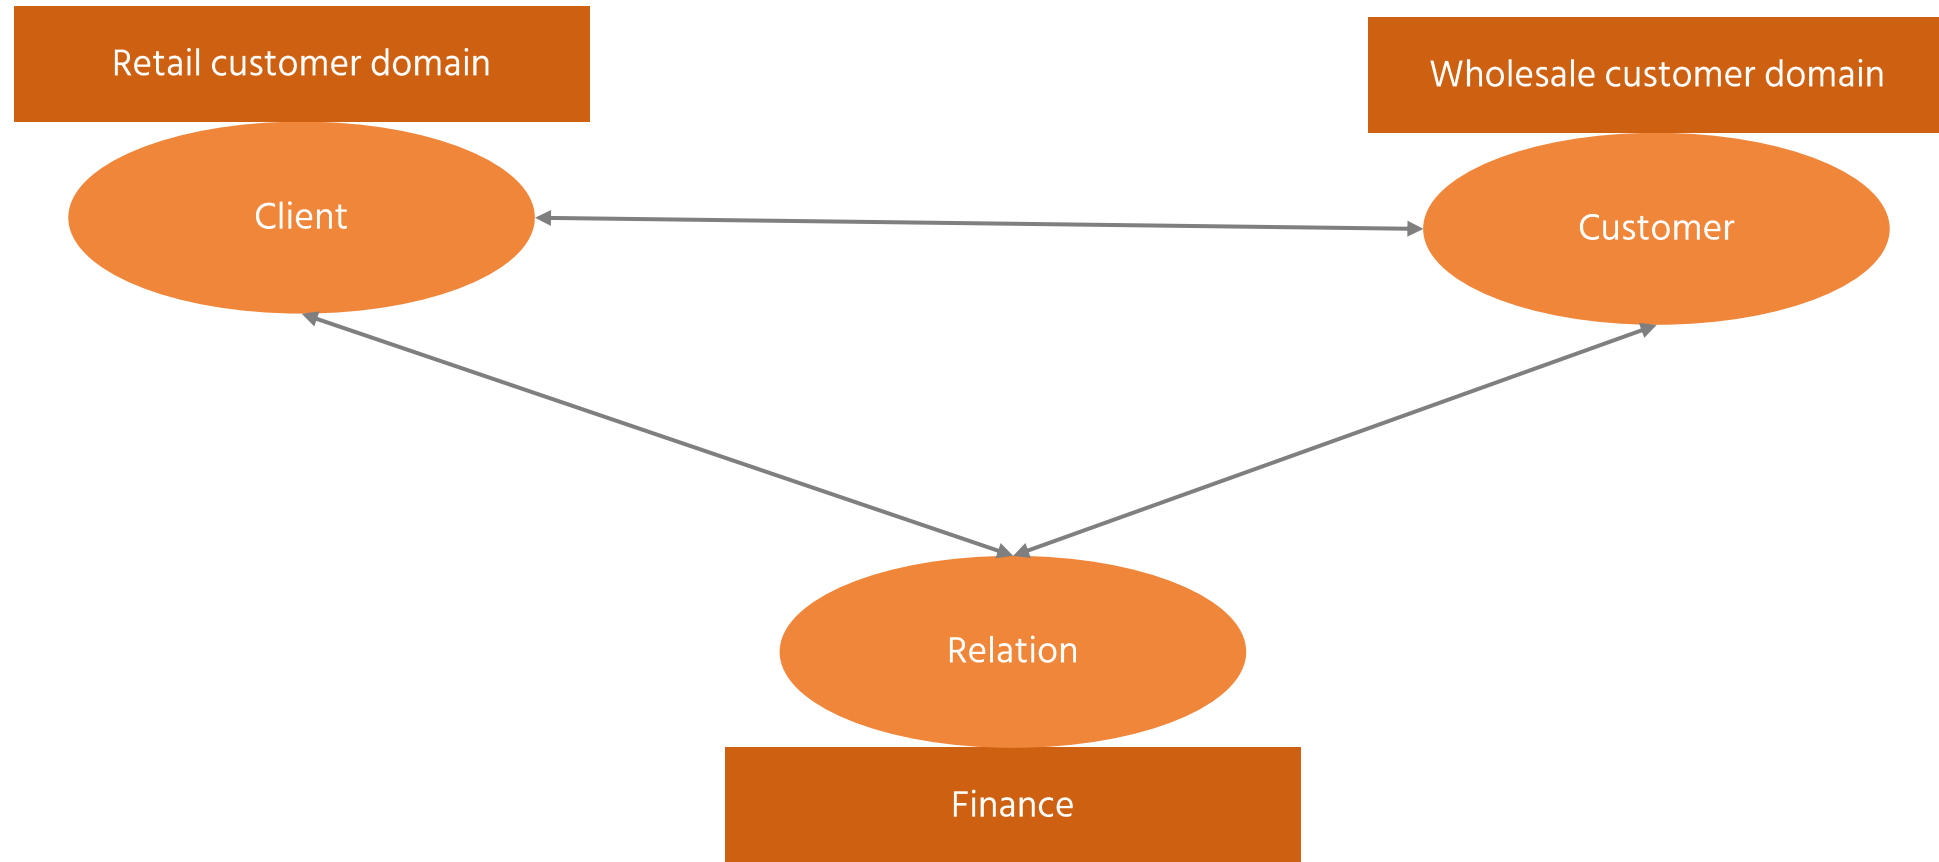 Retail customer domain
Wholesale customer domain
Client
Customer
Relation
Finance